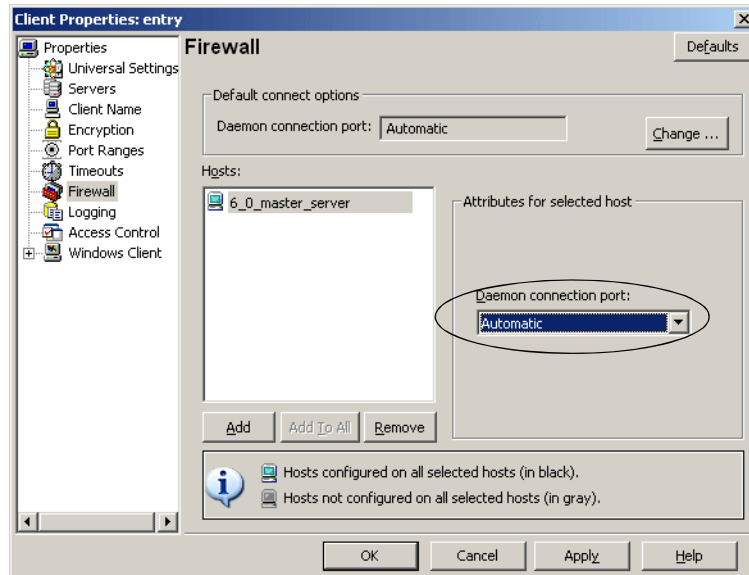 Client Properties: entry
Properties
Universal Settings
Servers
Client Name
Encryption
Port Ranges
Timeouts
Firewall
Logging
Access Control
Windows Client
Firewall
Defaults
Default connect options
Daemon connection port: Automatic
Change ...
Hosts:
6_0_master_server
Attributes for selected host
Daemon connection port:
Automatic
Add Add To All Remove
Hosts configured on all selected hosts (in black).
Hosts not configured on all selected hosts (in gray).
OK Cancel Apply Help